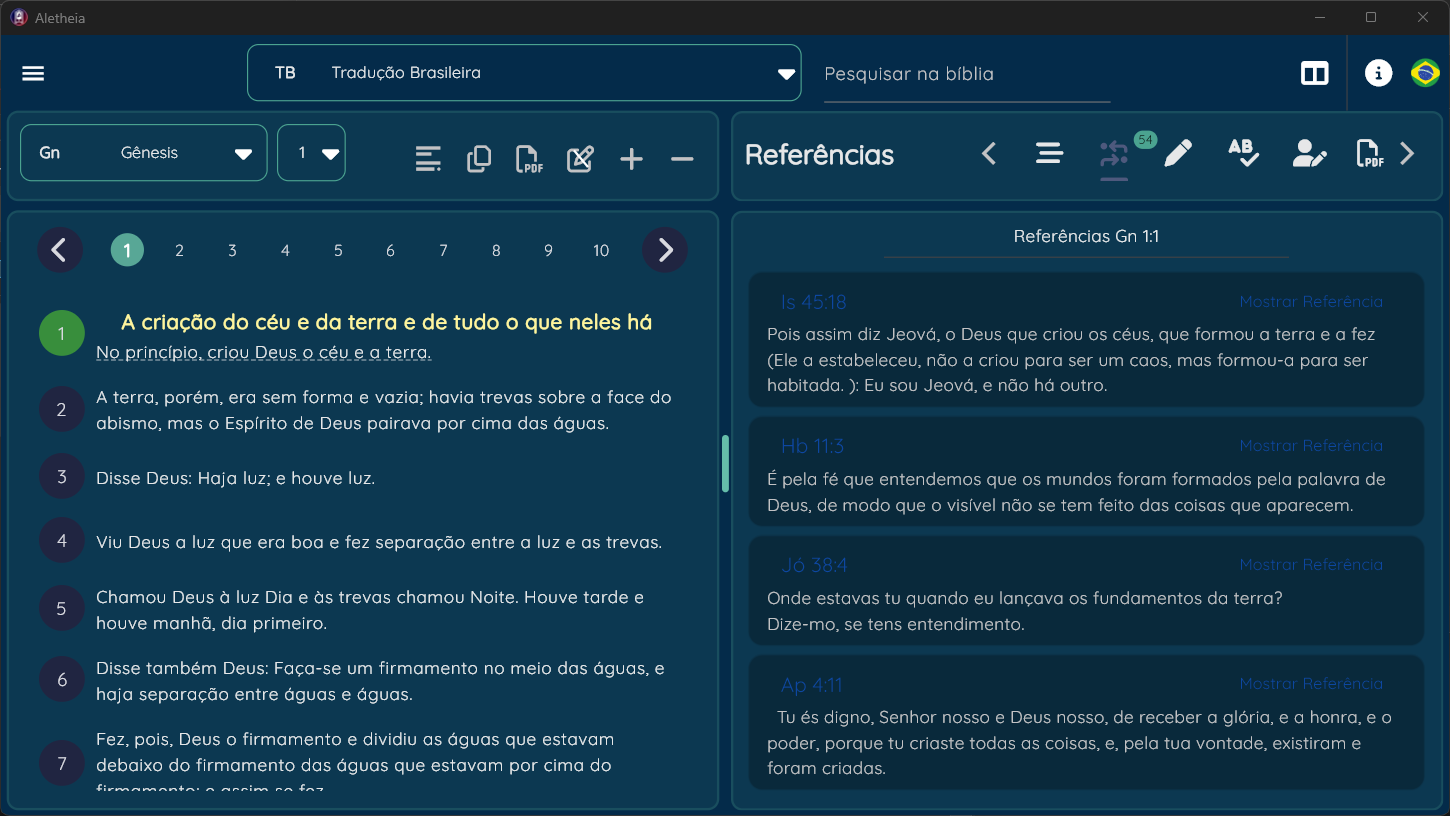 Aletheia
TB Tradução Brasileira
Pesquisar na bíblia
Gn Gênesis
1
PDF
Referências
54
AB
PDF
1 2 3 4 5 6 7 8 9 10
1
A criação do céu e da terra e de tudo o que neles há
No princípio, criou Deus o céu e a terra.
2
A terra, porém, era sem forma e vazia; havia trevas sobre a face do
abismo, mas o Espírito de Deus pairava por cima das águas.
3
Disse Deus: Haja luz; e houve luz.
4
Viu Deus a luz que era boa e fez separação entre a luz e as trevas.
5
Chamou Deus à luz Dia e às trevas chamou Noite. Houve tarde e
houve manhã, dia primeiro.
6
Disse também Deus: Faça-se um firmamento no meio das águas, e
haja separação entre águas e águas.
7
Fez, pois, Deus o firmamento e dividiu as águas que estavam
debaixo do firmamento das águas que estavam por cima do
firmamento; e assim se fez.
Referências Gn 1:1
Is 45:18
Mostrar Referência
Pois assim diz Jeová, o Deus que criou os céus, que formou a terra e a fez
(Ele a estabeleceu, não a criou para ser um caos, mas formou-a para ser
habitada. ): Eu sou Jeová, e não há outro.
Hb 11:3
Mostrar Referência
É pela fé que entendemos que os mundos foram formados pela palavra de
Deus, de modo que o visível não se tem feito das coisas que aparecem.
Jó 38:4
Mostrar Referência
Onde estavas tu quando eu lançava os fundamentos da terra?
Dize-mo, se tens entendimento.
Ap 4:11
Mostrar Referência
Tu és digno, Senhor nosso e Deus nosso, de receber a glória, e a honra, e o
poder, porque tu criaste todas as coisas, e, pela tua vontade, existiram e
foram criadas.